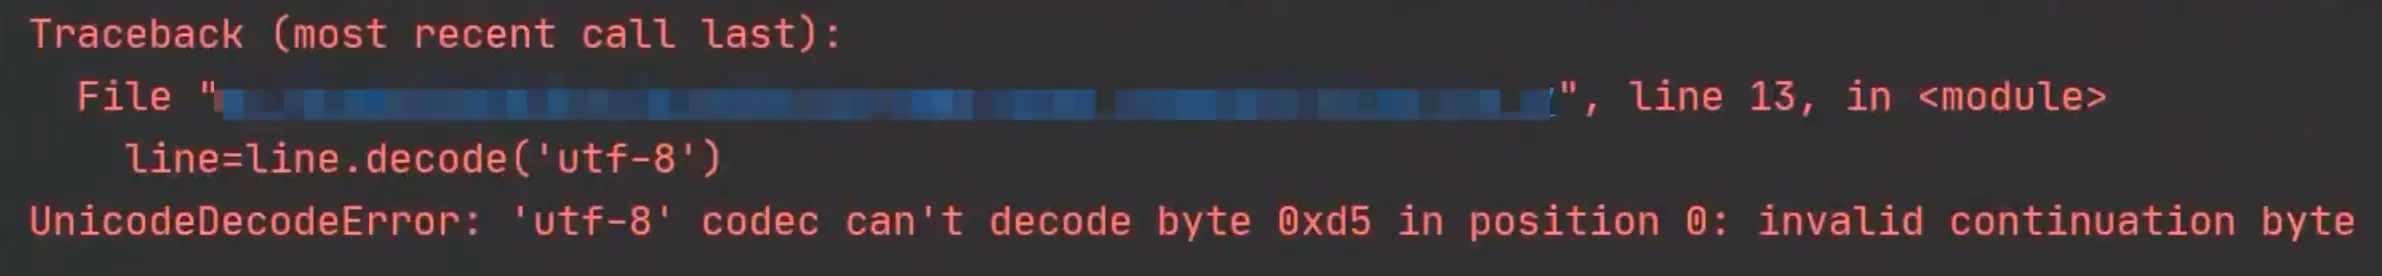 Traceback (most recent call last):
File "", line 13, in <module>
line=line.decode('utf-8')
UnicodeDecodeError: 'utf-8' codec can't decode byte 0xd5 in position 0: invalid continuation byte